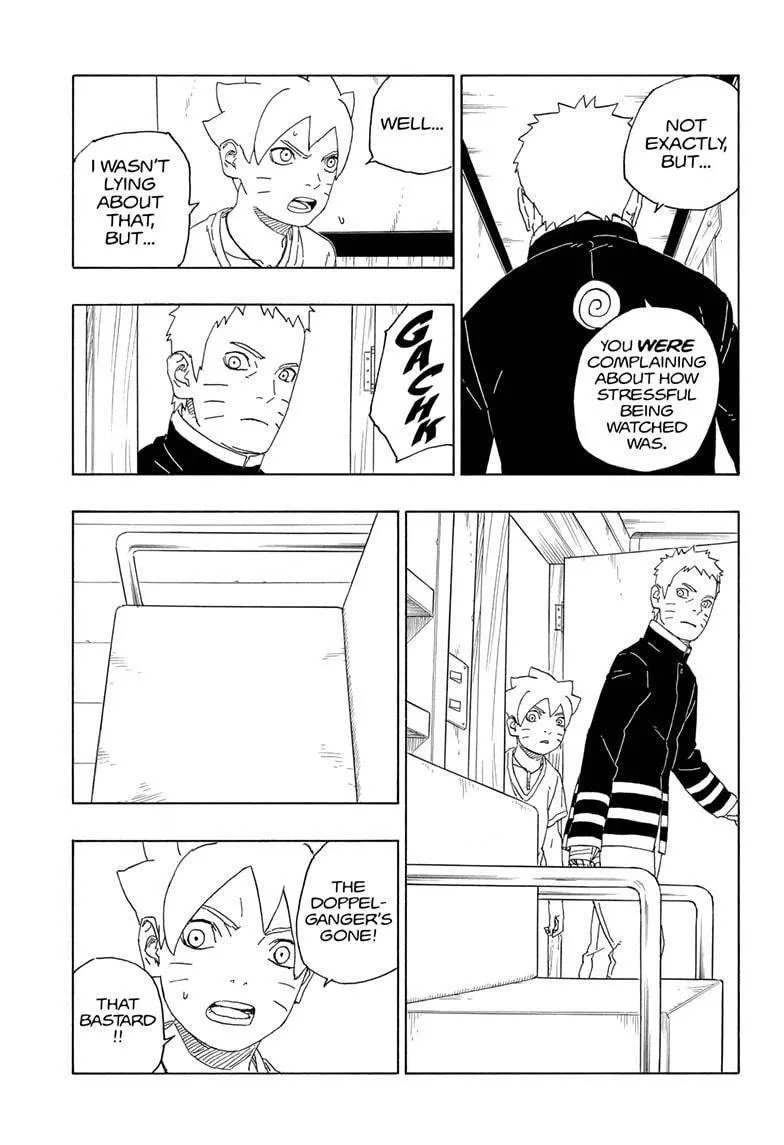 NOT
EXACTLY,
BUT...
YOU WERE
COMPLAINING
ABOUT HOW
STRESSFUL
BEING
WATCHED
WAS.
WELL...
I WASN'T
LYING
ABOUT
THAT,
BUT...
GACHK
THE
DOPPEL-
GANGER'S
GONE!
THAT
BASTARD
!!